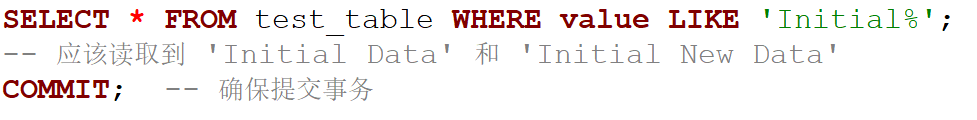 SELECT * FROM test_table WHERE value LIKE 'Initial%';
-- 应该读取到 'Initial Data' 和 'Initial New Data'
COMMIT;  -- 确保提交事务